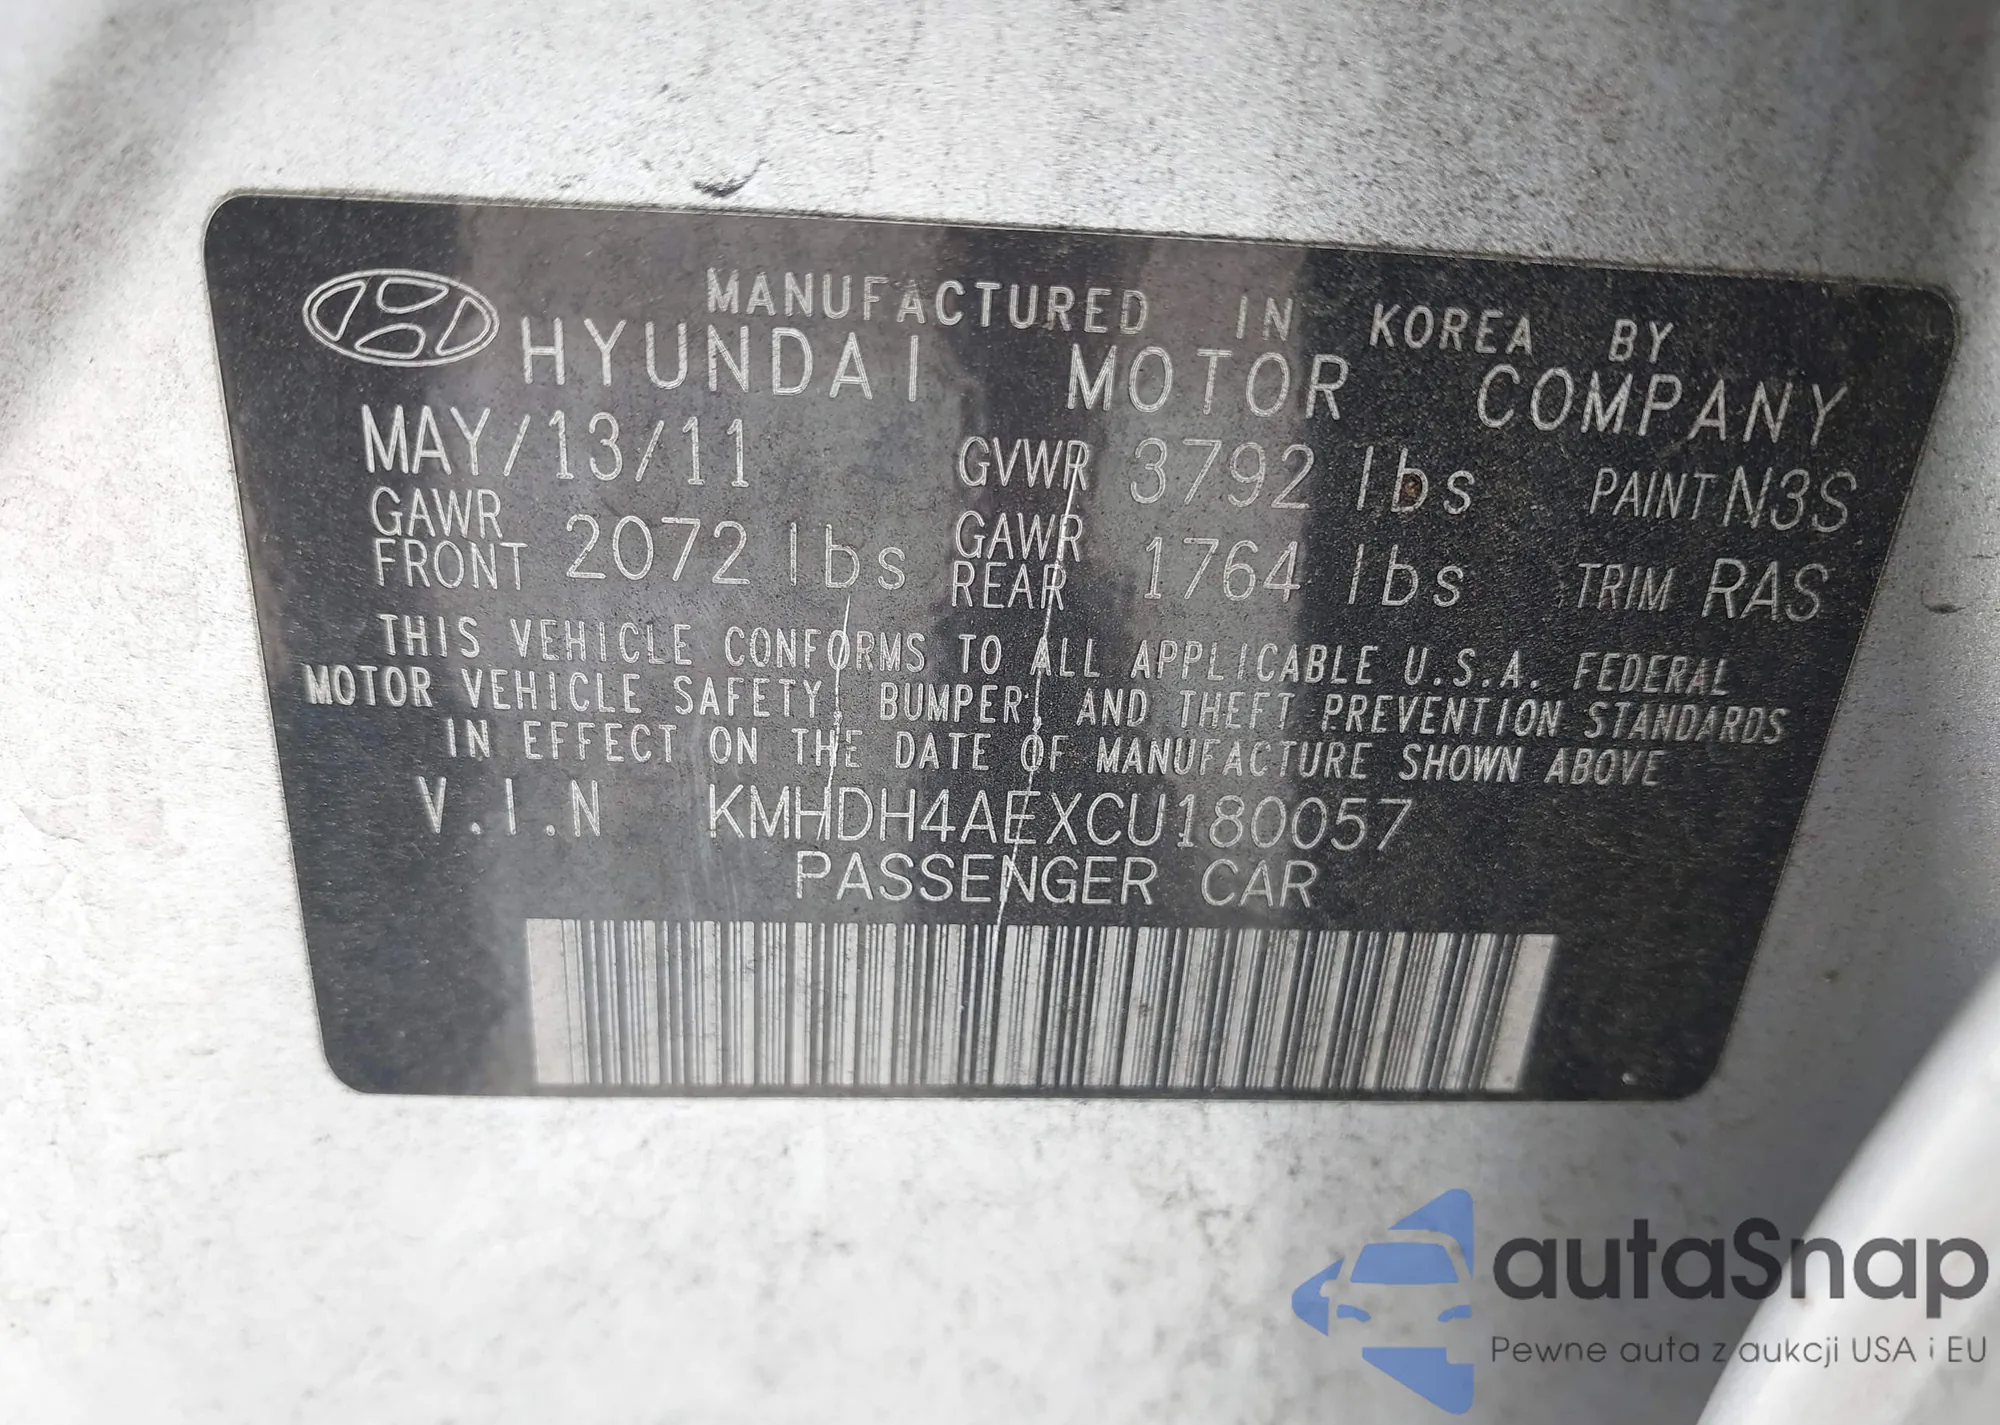 MANUFACTURED IN KOREA BY
HYUNDAI MOTOR COMPANY
MAY/13/11 GVWR 3792 lbs PAINT N3S
GAWR FRONT 2072 lbs GAWR REAR 1764 lbs TRIM RAS
THIS VEHICLE CONFORMS TO ALL APPLICABLE U.S.A. FEDERAL
MOTOR VEHICLE SAFETY, BUMPER, AND THEFT PREVENTION STANDARDS
IN EFFECT ON THE DATE OF MANUFACTURE SHOWN ABOVE
V.I.N KMHDH4AEXCU180057
PASSENGER CAR
autaSnap
Pewne auta z aukcji USA i EU